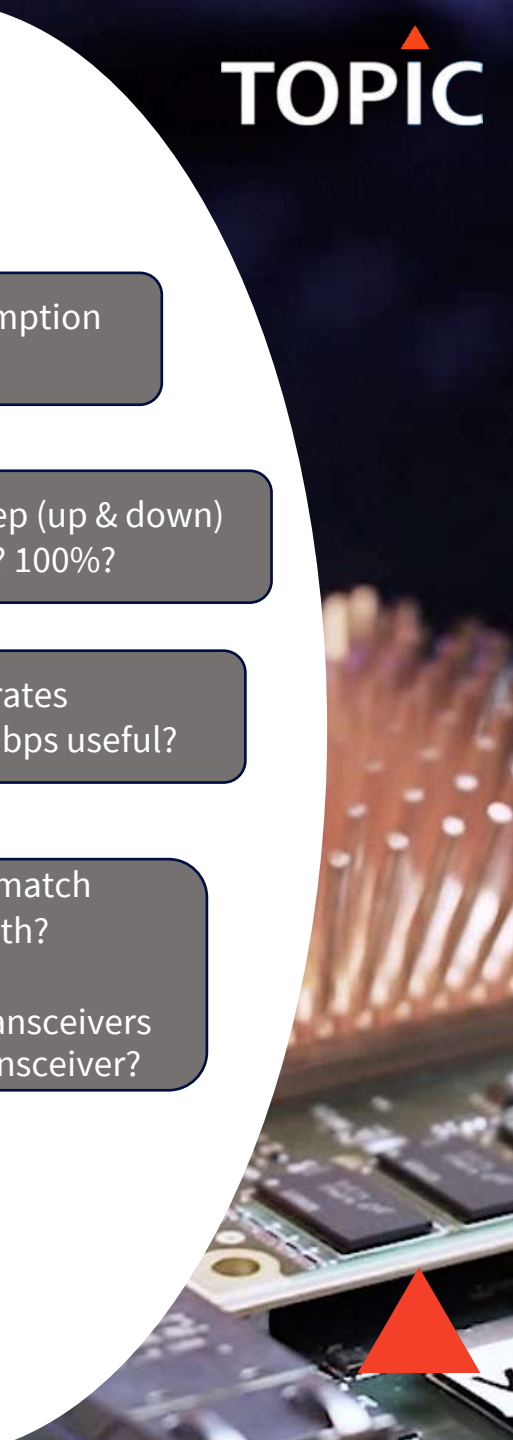 TOPIC
mption
ep (up & down)
? 100%?
rates
bps useful?
match
th?
ansceivers
nsceiver?